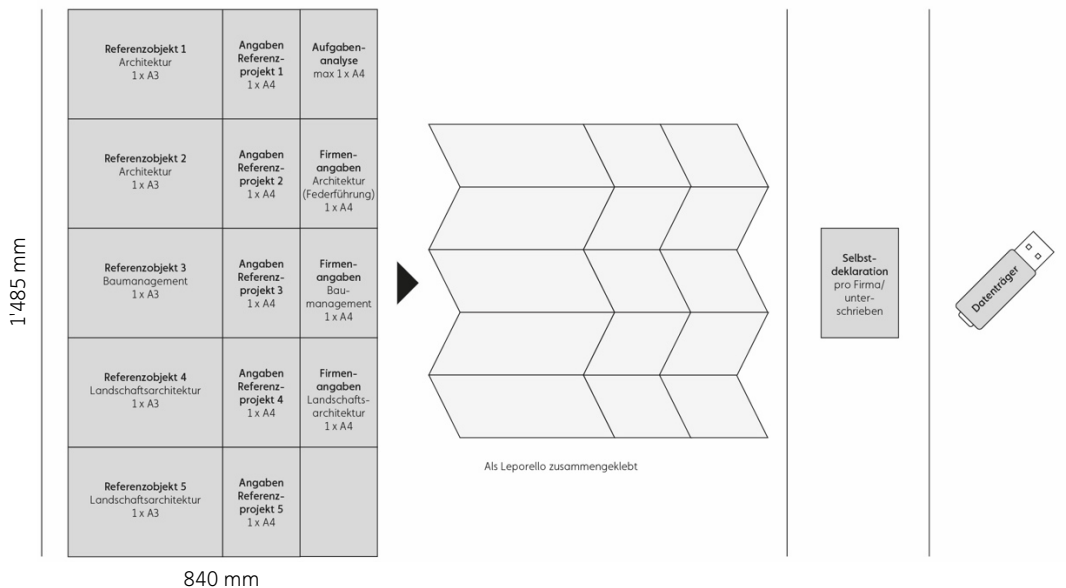 Referenzobjekt 1
Architektur
1 x A3
Angaben
Referenz-
projekt 1
1 x A4
Aufgaben-
analyse
max 1 x A4
Referenzobjekt 2
Architektur
1 x A3
Angaben
Referenz-
projekt 2
1 x A4
Firmen-
angaben
Architektur
(Federführung)
1 x A4
Referenzobjekt 3
Baumanagement
1 x A3
Angaben
Referenz-
projekt 3
1 x A4
Firmen-
angaben
Bau-
management
1 x A4
Referenzobjekt 4
Landschaftsarchitektur
1 x A3
Angaben
Referenz-
projekt 4
1 x A4
Firmen-
angaben
Landschafts-
architektur
1 x A4
Referenzobjekt 5
Landschaftsarchitektur
1 x A3
Angaben
Referenz-
projekt 5
1 x A4
1'485 mm
840 mm
Als Leporello zusammengeklebt
Selbst-
deklaration
pro Firma/
unter-
schrieben
Datenträger